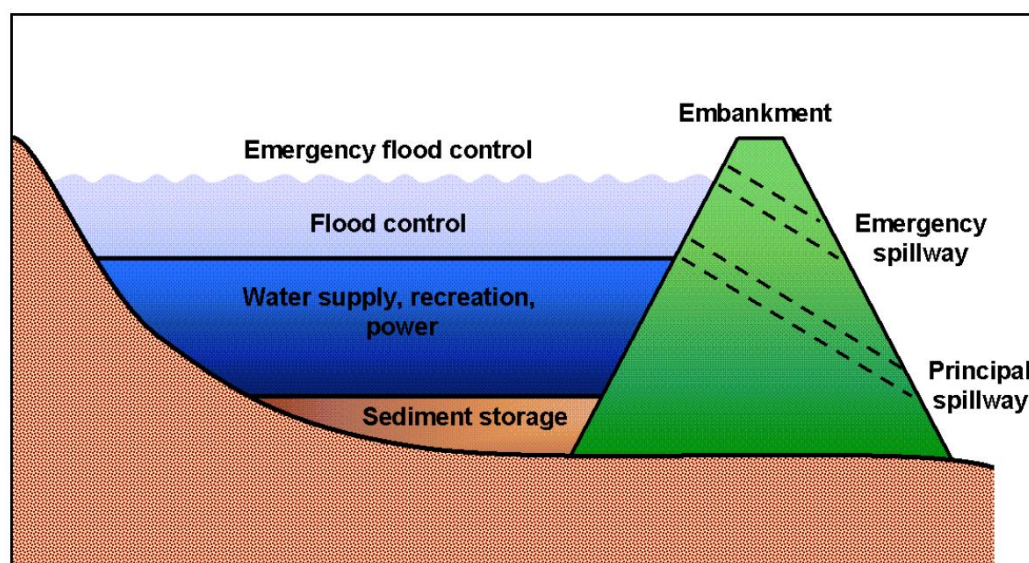 Embankment
Emergency flood control
Flood control
Emergency
spillway
Water supply, recreation,
power
Principal
spillway
Sediment storage